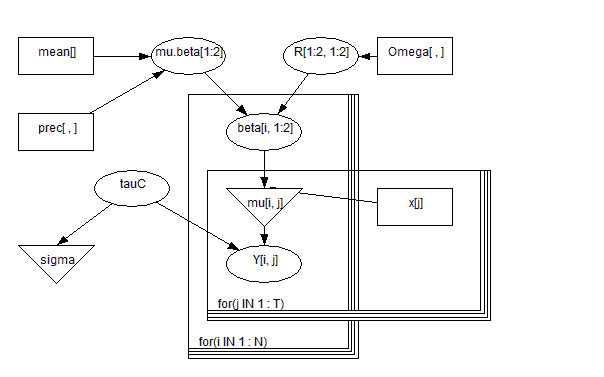 mean[]
mu.beta[1:2]
R[1:2, 1:2]
Omega[ , ]
prec[ , ]
beta[i, 1:2]
tauC
mu[i, j]
x[j]
sigma
Y[i, j]
for(j IN 1 : T)
for(i IN 1 : N)